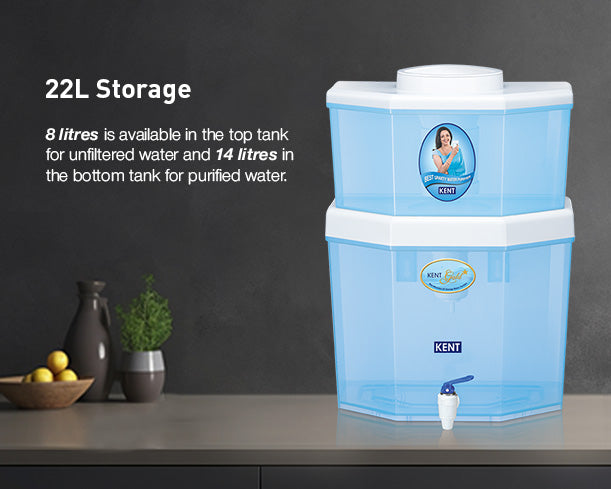 22L Storage
8 litres is available in the top tank
for unfiltered water and 14 litres in
the bottom tank for purified water.
KENT
KENT
Gold
KENT